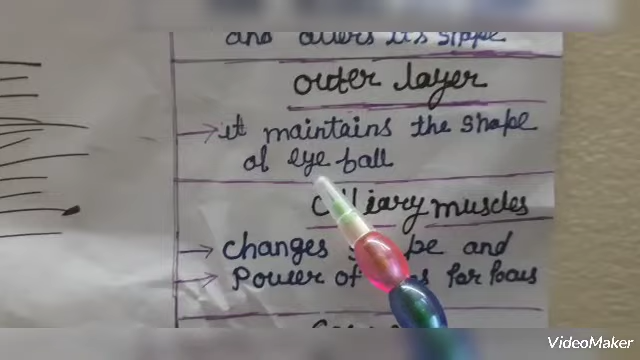 and alters its shape
outer layer
→it maintains the shape
of eye ball
muscles
→ changes and
→ Power of for focus
VideoMaker